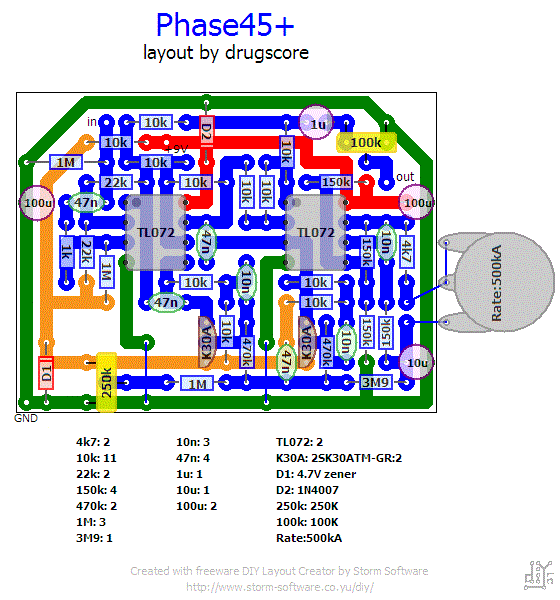 Phase45+
layout by drugscore
in
10k
D2
1u
10k
+9V
100k
1M
10k
10k
22k
10k
10k
10k
150k
out
100u
47n
100u
TL072
47n
TL072
150k
10n
4k7
1k
22k
1M
10k
10n
10k
Rate:500kA
47n
10k
K30A
10k
470k
K30A
470k
10n
150k
150k
D1
250k
47n
10u
1M
3M9
GND
4k7: 2
10k: 11
22k: 2
150k: 4
470k: 2
1M: 3
3M9: 1
10n: 3
47n: 4
1u: 1
10u: 1
100u: 2
TL072: 2
K30A: 2SK30ATM-GR:2
D1: 4.7V zener
D2: 1N4007
250k: 250K
100k: 100K
Rate:500kA
Created with freeware DIY Layout Creator by Storm Software
http://www.storm-software.co.yu/diy/